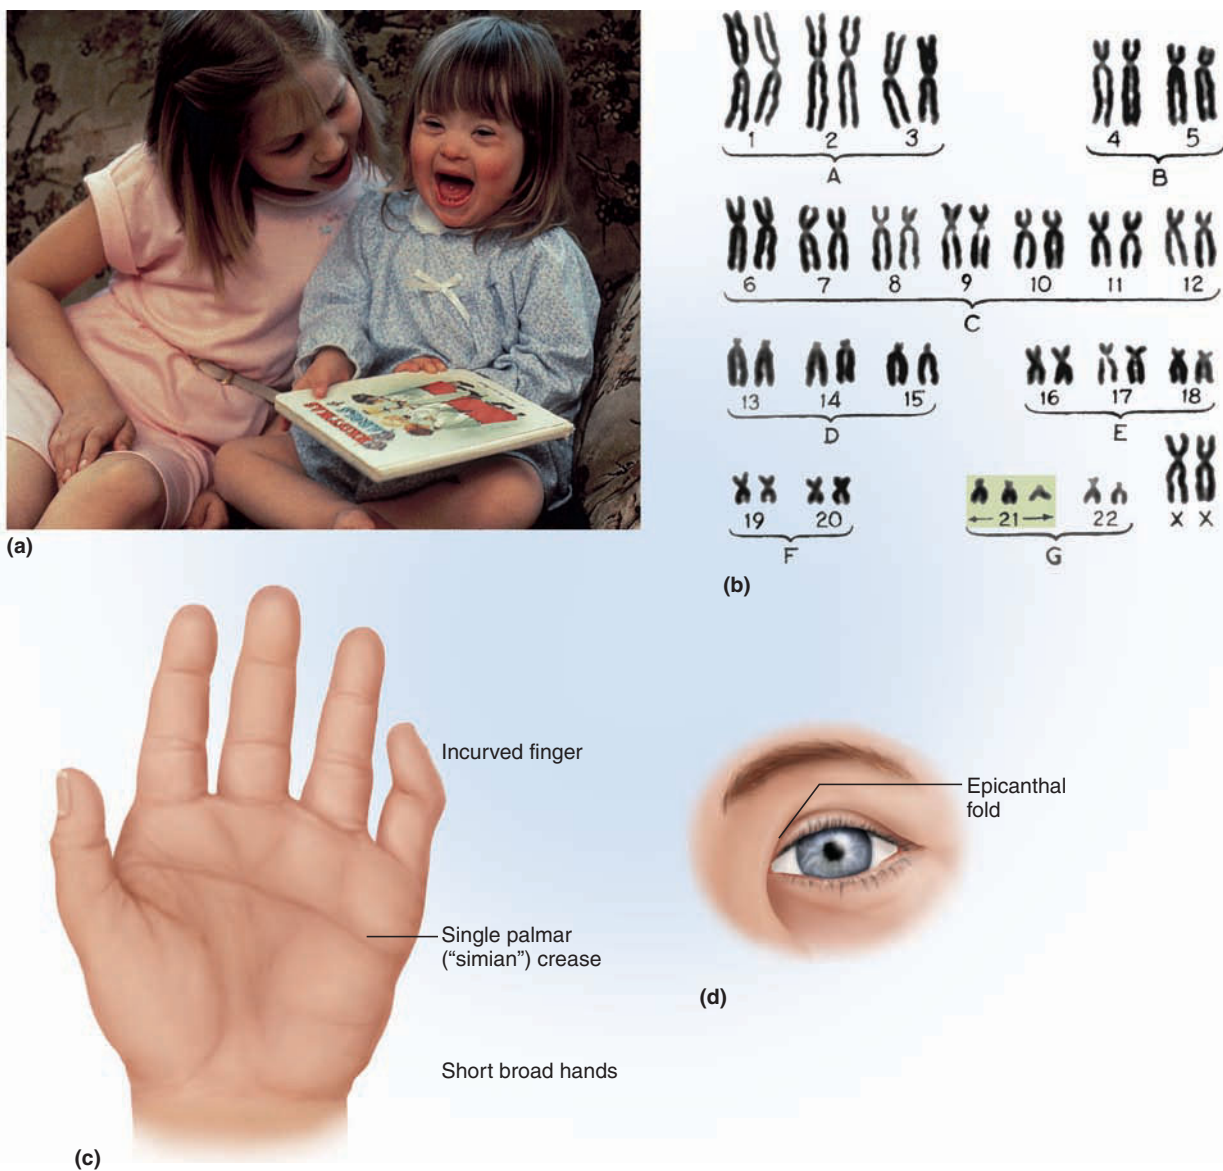 1 2 3
A
4 5
B
6 7 8 9 10 11 12
C
13 14 15
D
16 17 18
E
19 20
F
21 22
G
X X
(a)
(b)
Incurved finger
Single palmar
(“simian”) crease
Short broad hands
(c)
Epicanthal
fold
(d)